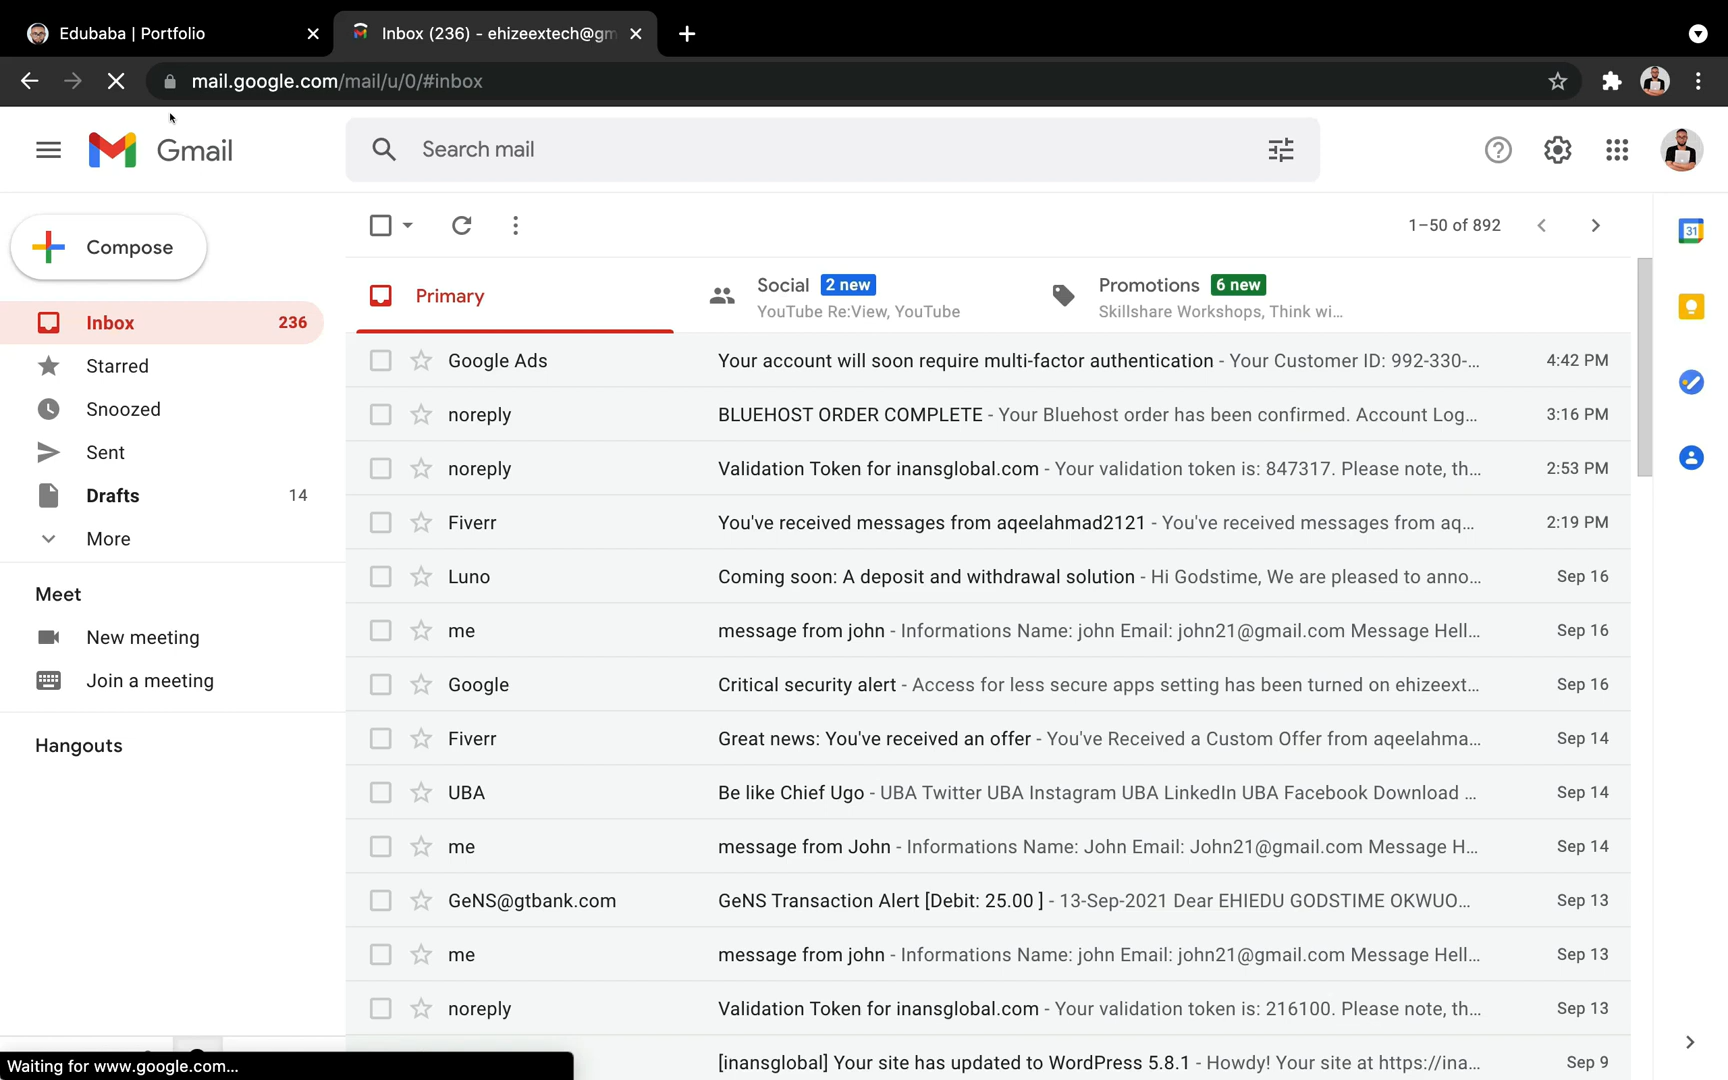 Edubaba | Portfolio
Inbox (236) - ehizeextech@gm
mail.google.com/mail/u/0/#inbox
Gmail
Search mail
Compose
1–50 of 892
31
Primary
Social 2 new
YouTube Re:View, YouTube
Promotions 6 new
Skillshare Workshops, Think wi...
Inbox 236
Starred
Snoozed
Sent
Drafts 14
More
Meet
New meeting
Join a meeting
Hangouts
Google Ads Your account will soon require multi-factor authentication - Your Customer ID: 992-330-... 4:42 PM
noreply BLUEHOST ORDER COMPLETE - Your Bluehost order has been confirmed. Account Log... 3:16 PM
noreply Validation Token for inansglobal.com - Your validation token is: 847317. Please note, th... 2:53 PM
Fiverr You've received messages from aqeelahmad2121 - You've received messages from aq... 2:19 PM
Luno Coming soon: A deposit and withdrawal solution - Hi Godstime, We are pleased to anno... Sep 16
me message from john - Informations Name: john Email: john21@gmail.com Message Hell... Sep 16
Google Critical security alert - Access for less secure apps setting has been turned on ehizeext... Sep 16
Fiverr Great news: You've received an offer - You've Received a Custom Offer from aqeelahma... Sep 14
UBA Be like Chief Ugo - UBA Twitter UBA Instagram UBA LinkedIn UBA Facebook Download ... Sep 14
me message from John - Informations Name: John Email: John21@gmail.com Message H... Sep 14
GeNS@gtbank.com GeNS Transaction Alert [Debit: 25.00 ] - 13-Sep-2021 Dear EHIEDU GODSTIME OKWUO... Sep 13
me message from john - Informations Name: john Email: john21@gmail.com Message Hell... Sep 13
noreply Validation Token for inansglobal.com - Your validation token is: 216100. Please note, th... Sep 13
[inansglobal] Your site has updated to WordPress 5.8.1 - Howdy! Your site at https://ina... Sep 9
Waiting for www.google.com...